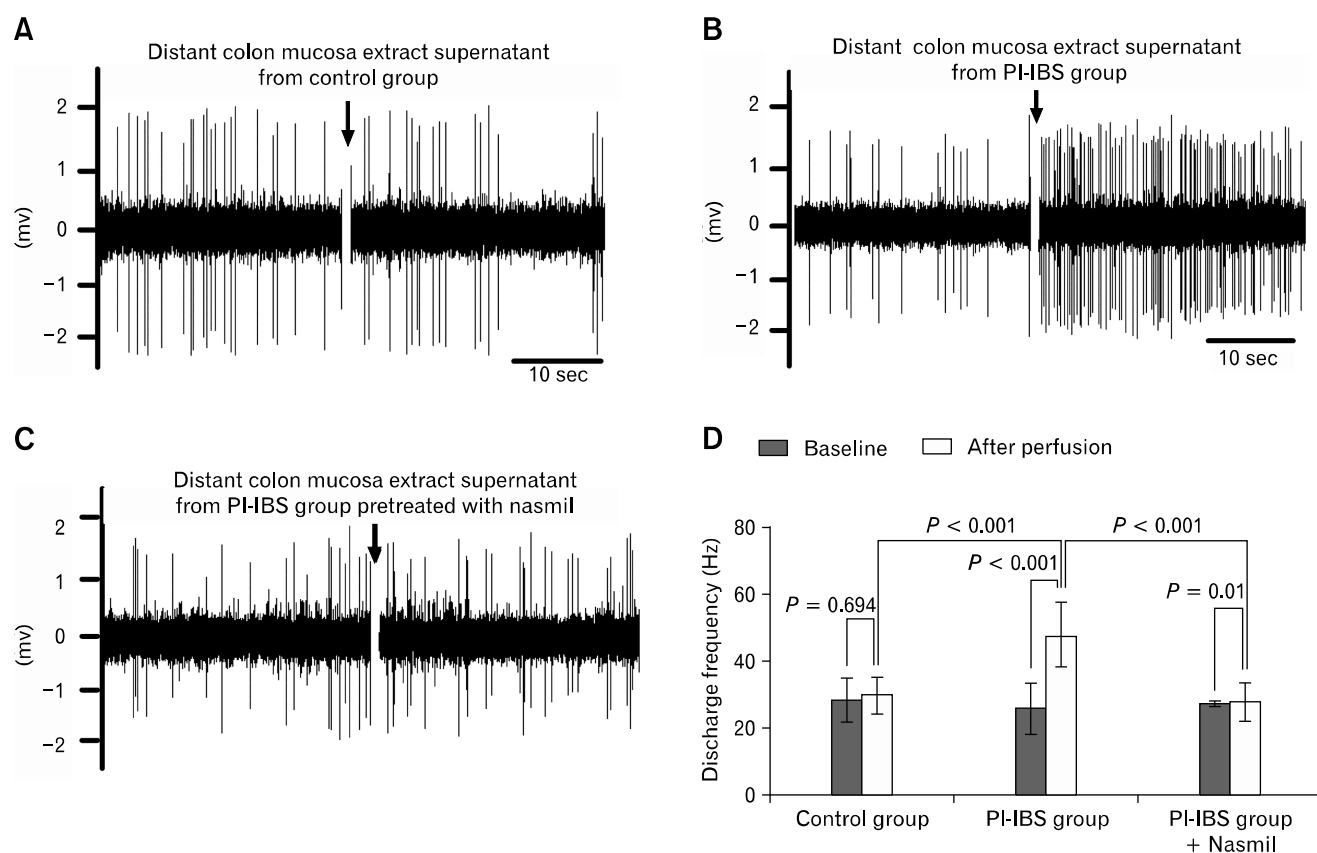 A
Distant colon mucosa extract supernatant
from control group
(mv)
2
1
0
−1
−2
10 sec
B
Distant colon mucosa extract supernatant
from PI-IBS group
(mv)
2
1
0
−1
−2
10 sec
C
Distant colon mucosa extract supernatant
from PI-IBS group pretreated with nasmil
(mv)
2
1
0
−1
−2
D
Baseline After perfusion
Discharge frequency (Hz)
80
60
40
20
0
P < 0.001 P < 0.001
P < 0.001
P = 0.694 P = 0.01
Control group PI-IBS group PI-IBS group
+ Nasmil